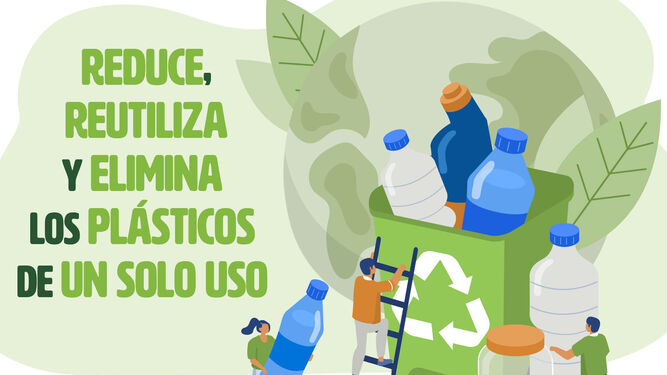 REDUCE,
REUTILIZA
Y ELIMINA
LOS PLÁSTICOS
DE UN SOLO USO